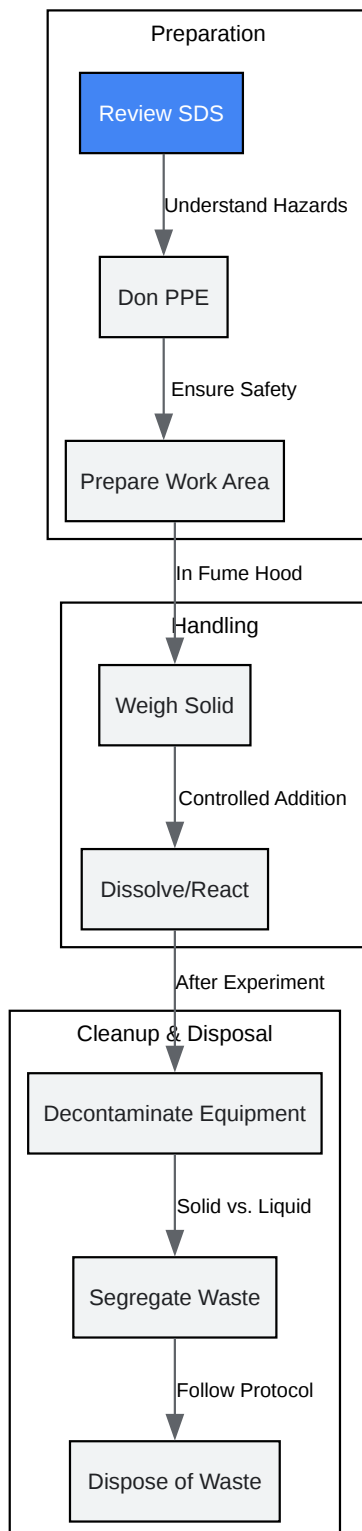 Preparation
Review SDS
Understand Hazards
Don PPE
Ensure Safety
Prepare Work Area
In Fume Hood
Handling
Weigh Solid
Controlled Addition
Dissolve/React
After Experiment
Cleanup & Disposal
Decontaminate Equipment
Solid vs. Liquid
Segregate Waste
Follow Protocol
Dispose of Waste